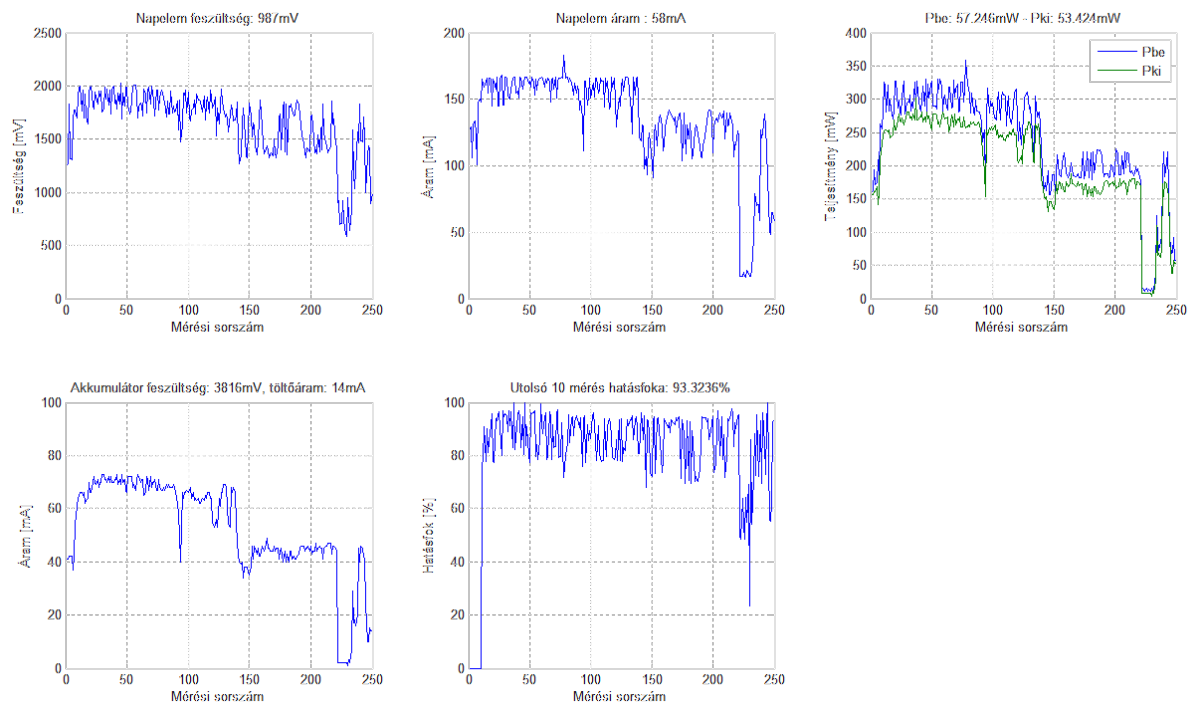 Napelem feszültség: 987mV
2500
2000
1500
1000
500
0
Feszültség [mV]
0 50 100 150 200 250
Mérési sorszám
Napelem áram : 58mA
200
150
100
50
0
Áram [mA]
0 50 100 150 200 250
Mérési sorszám
Pbe: 57.246mW - Pki: 53.424mW
Pbe
Pki
400
350
300
250
200
150
100
50
0
Teljesítmény [mW]
0 50 100 150 200 250
Mérési sorszám
Akkumulátor feszültség: 3816mV, töltőáram: 14mA
100
80
60
40
20
0
Áram [mA]
0 50 100 150 200 250
Mérési sorszám
Utolsó 10 mérés hatásfoka: 93.3236%
100
80
60
40
20
0
Hatásfok [%]
0 50 100 150 200 250
Mérési sorszám